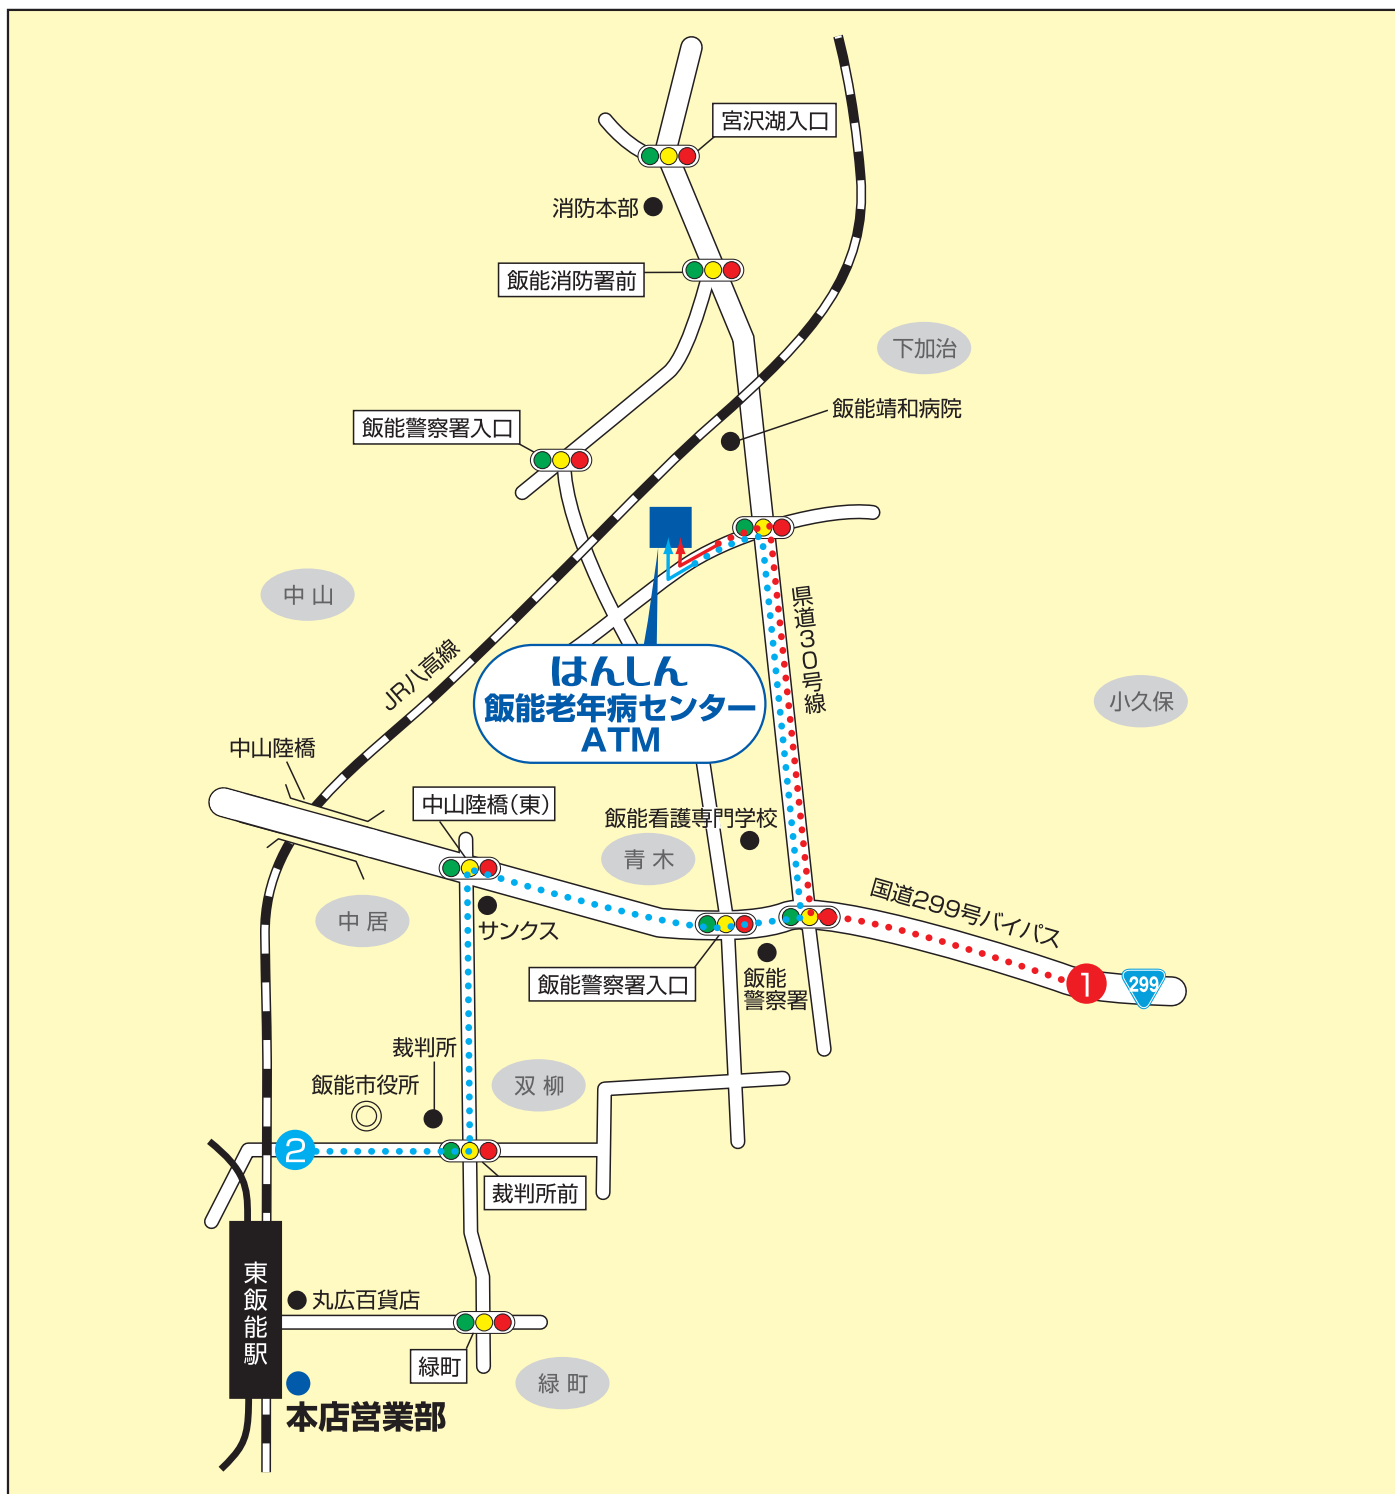 宮沢湖入口
消防本部
飯能消防署前
下加治
飯能靖和病院
飯能警察署入口
中山
県道30号線
JR八高線
はんしん
飯能老年病センター
ATM
小久保
中山陸橋
中山陸橋(東)
飯能看護専門学校
青木
国道299号バイパス
中居
サンクス
飯能警察署入口
飯能
警察署
1
299
裁判所
飯能市役所
双柳
2
裁判所前
東飯能駅
丸広百貨店
緑町
緑町
本店営業部